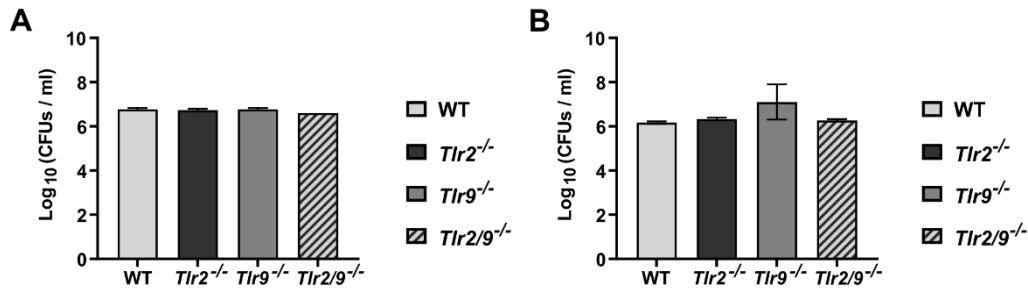 A
Log10 (CFUs / ml)
10
8
6
4
2
0
WT
Tlr2-/-
Tlr9-/-
Tlr2/9-/-
WT
Tlr2-/-
Tlr9-/-
Tlr2/9-/-
B
Log10 (CFUs / ml)
10
8
6
4
2
0
WT
Tlr2-/-
Tlr9-/-
Tlr2/9-/-
WT
Tlr2-/-
Tlr9-/-
Tlr2/9-/-